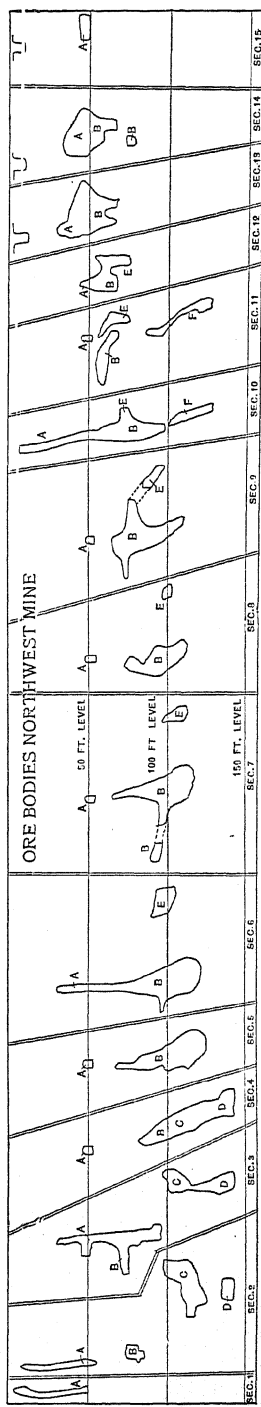 ORE BODIES NORTHWEST MINE
50 FT. LEVEL
100 FT LEVEL
150 FT. LEVEL
A
B
A
B
C
D
C
D
A
B
C
D
A
B
A
B
E
A
B
B
E
A
B
E
A
B
E
A
E
B
F
A
B
E
F
A
B
E
A
B
A
B
B
A
SEC.1
SEC.2
SEC.3
SEC.4
SEC.5
SEC.6
SEC.7
SEC.8
SEC.9
SEC.10
SEC.11
SEC.12
SEC.13
SEC.14
SEC.15